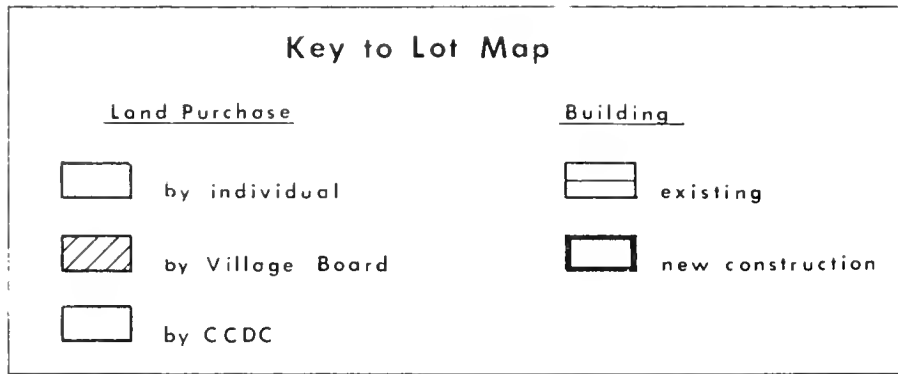 Key to Lot Map
Land Purchase
by individual
by Village Board
by CCDC
Building
existing
new construction